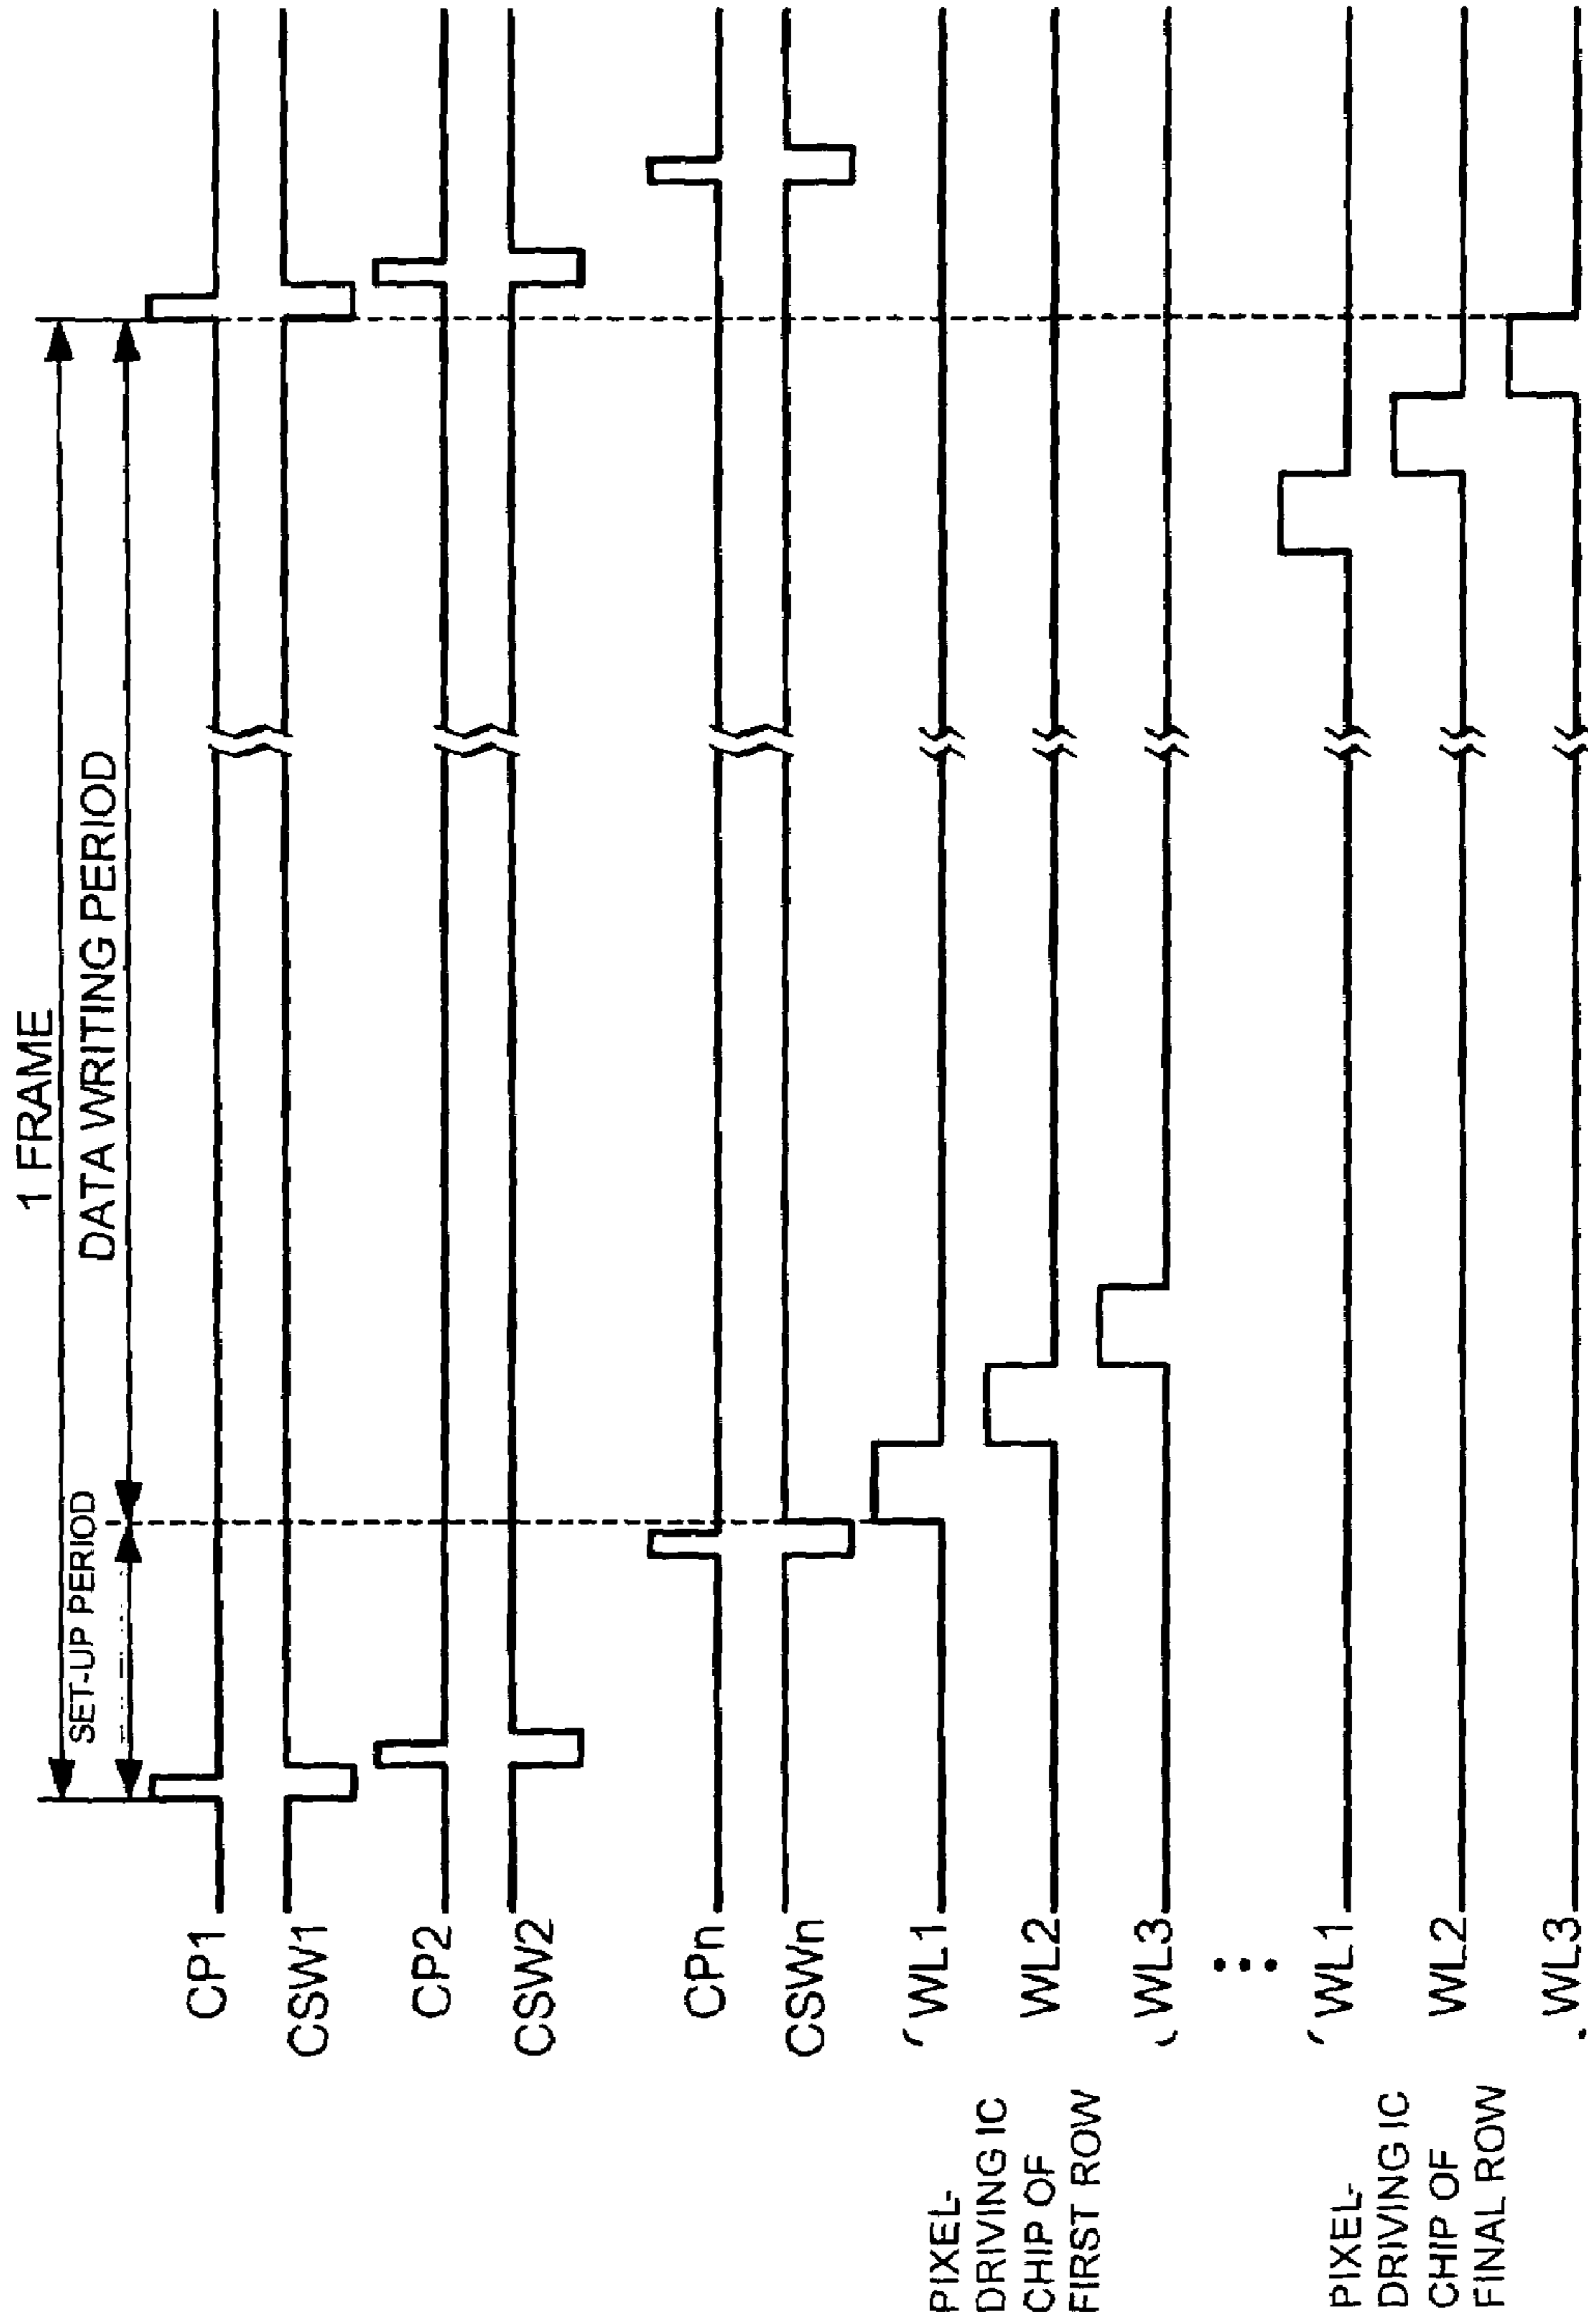 1 FRAME
SET-UP PERIOD
DATA WRITING PERIOD
CP1
CSW1
CP2
CSW2
CPn
CSWn
PIXEL-
DRIVING IC
CHIP OF
FIRST ROW
WL1
WL2
WL3
PIXEL-
DRIVING IC
CHIP OF
FINAL ROW
WL1
WL2
WL3